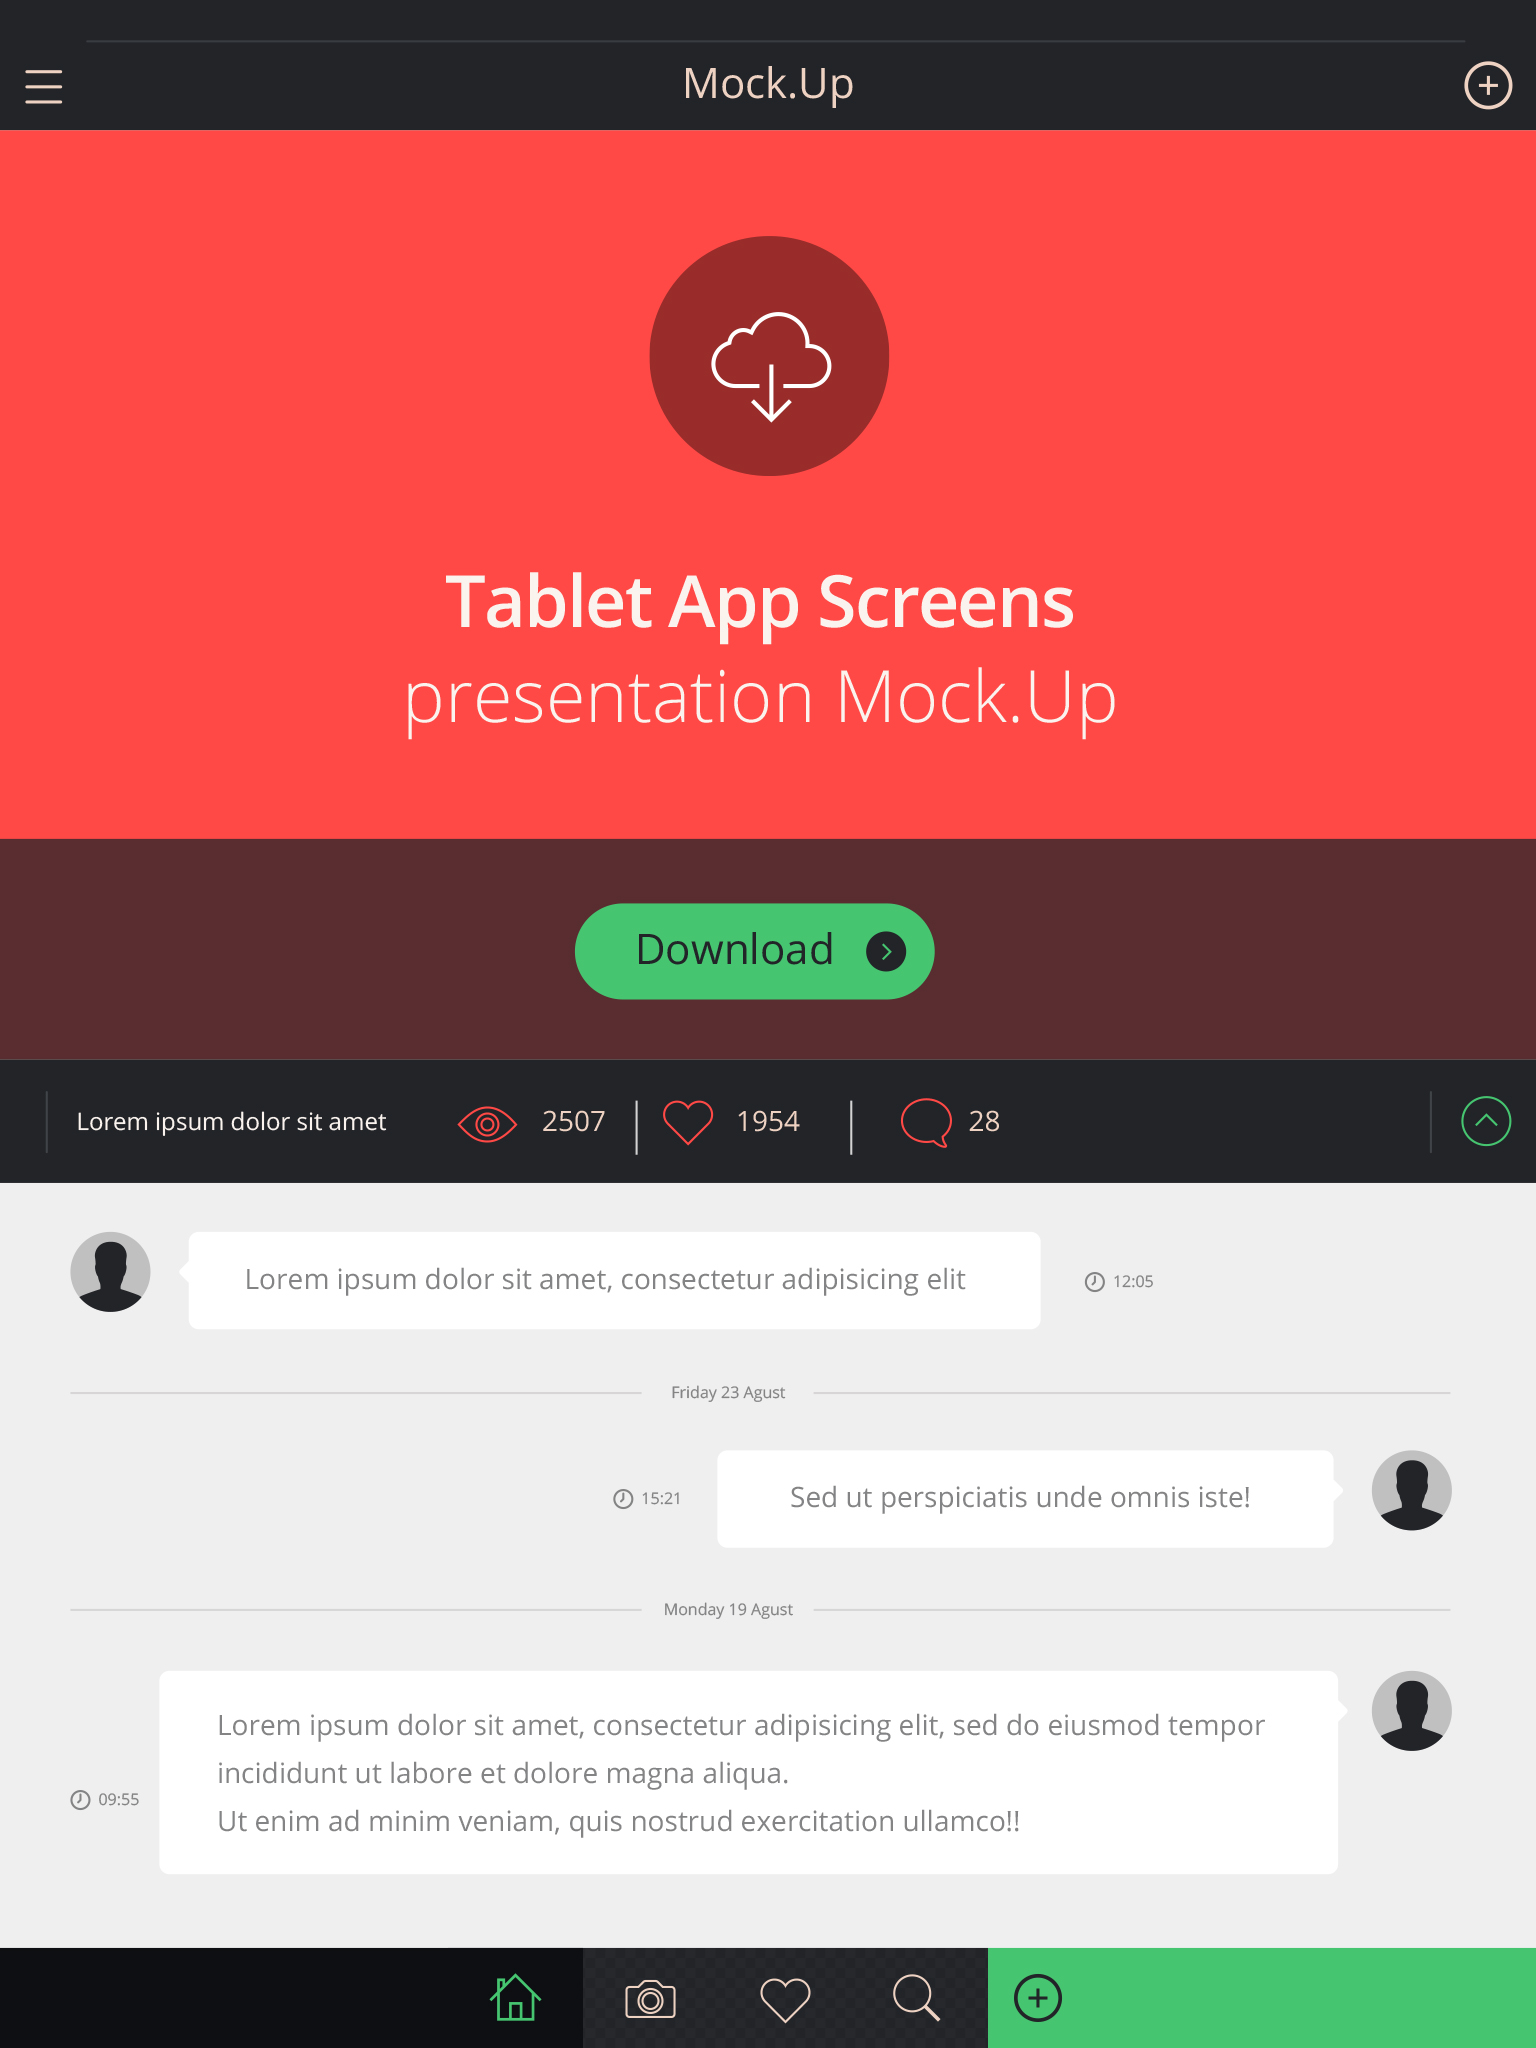 Mock.Up
Tablet App Screens
presentation Mock.Up
Download
Lorem ipsum dolor sit amet 2507 1954 28
Lorem ipsum dolor sit amet, consectetur adipisicing elit 12:05
Friday 23 Agust
15:21 Sed ut perspiciatis unde omnis iste!
Monday 19 Agust
Lorem ipsum dolor sit amet, consectetur adipisicing elit, sed do eiusmod tempor
incididunt ut labore et dolore magna aliqua.
09:55
Ut enim ad minim veniam, quis nostrud exercitation ullamco!!